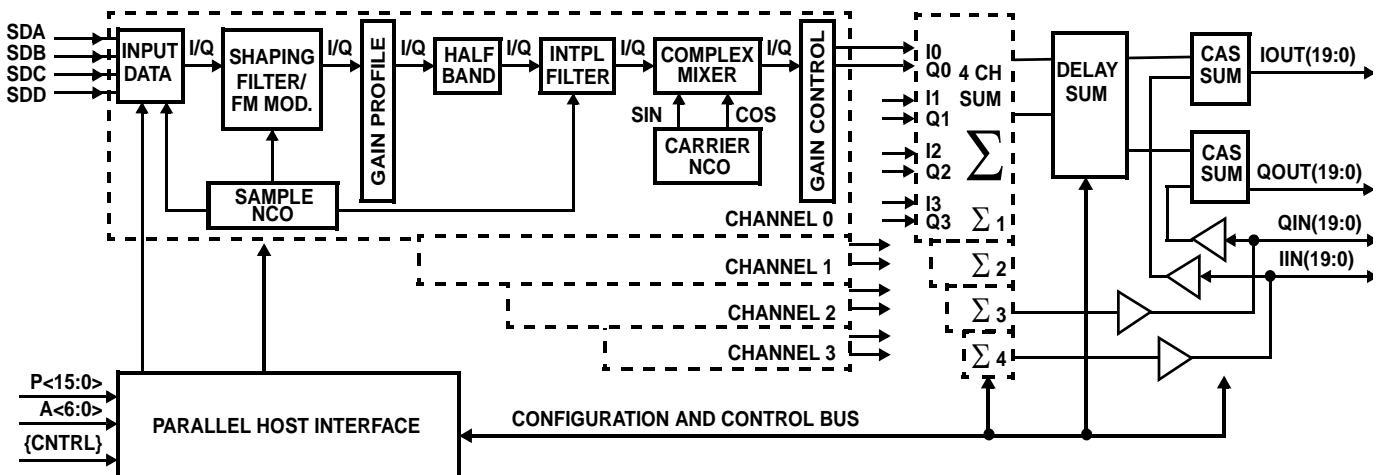 SDA
SDB
SDC
SDD
INPUT
DATA
I/Q
SHAPING
FILTER/
FM MOD.
I/Q
GAIN PROFILE
I/Q
HALF
BAND
I/Q
INTPL
FILTER
I/Q
COMPLEX
MIXER
I/Q
GAIN CONTROL
SIN
COS
CARRIER
NCO
SAMPLE
NCO
CHANNEL 0
CHANNEL 1
CHANNEL 2
CHANNEL 3
I0
Q0
4 CH
SUM
I1
Q1
∑
I2
Q2
I3
Q3
∑ 1
∑ 2
∑ 3
∑ 4
DELAY
SUM
CAS
SUM
IOUT(19:0)
CAS
SUM
QOUT(19:0)
QIN(19:0)
IIN(19:0)
P<15:0>
A<6:0>
{CNTRL}
PARALLEL HOST INTERFACE
CONFIGURATION AND CONTROL BUS